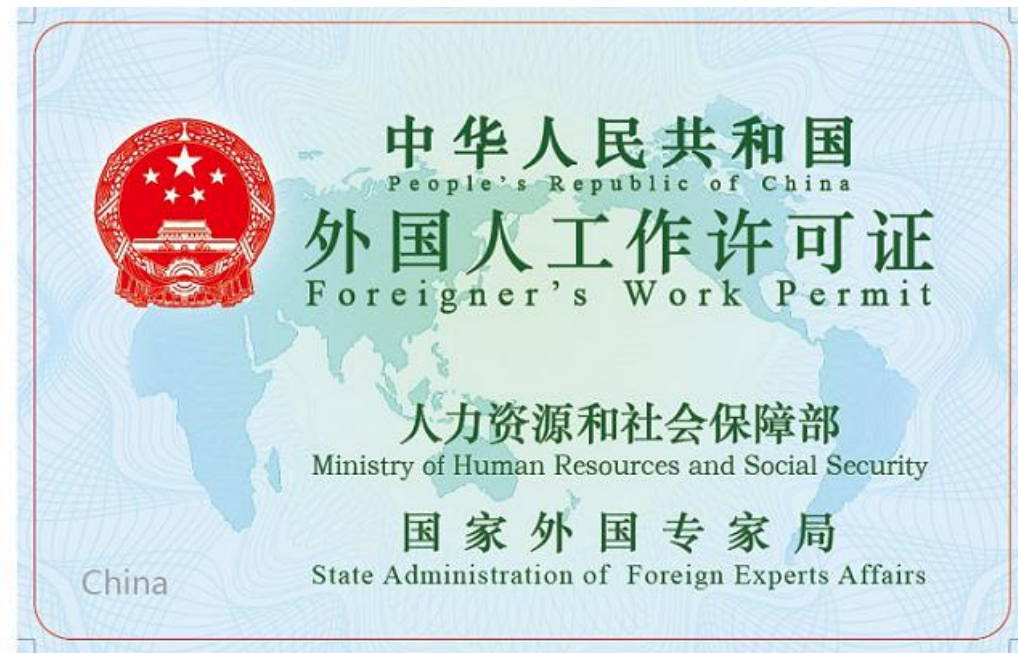 中华人民共和国
People's Republic of China
外国人工作许可证
Foreigner's Work Permit
人力资源和社会保障部
Ministry of Human Resources and Social Security
国家外国专家局
State Administration of Foreign Experts Affairs
China